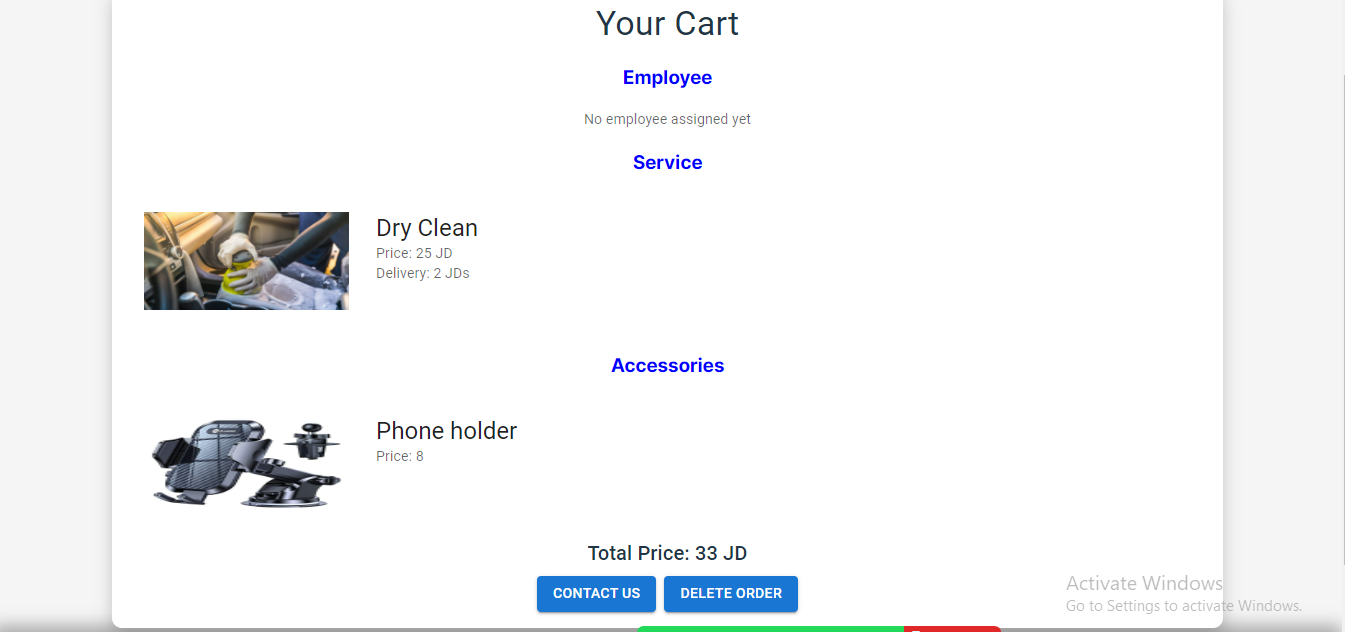 Your Cart
Employee
No employee assigned yet
Service
Dry Clean
Price: 25 JD
Delivery: 2 JDs
Accessories
Phone holder
Price: 8
Total Price: 33 JD
CONTACT US
DELETE ORDER
Activate Windows
Go to Settings to activate Windows.